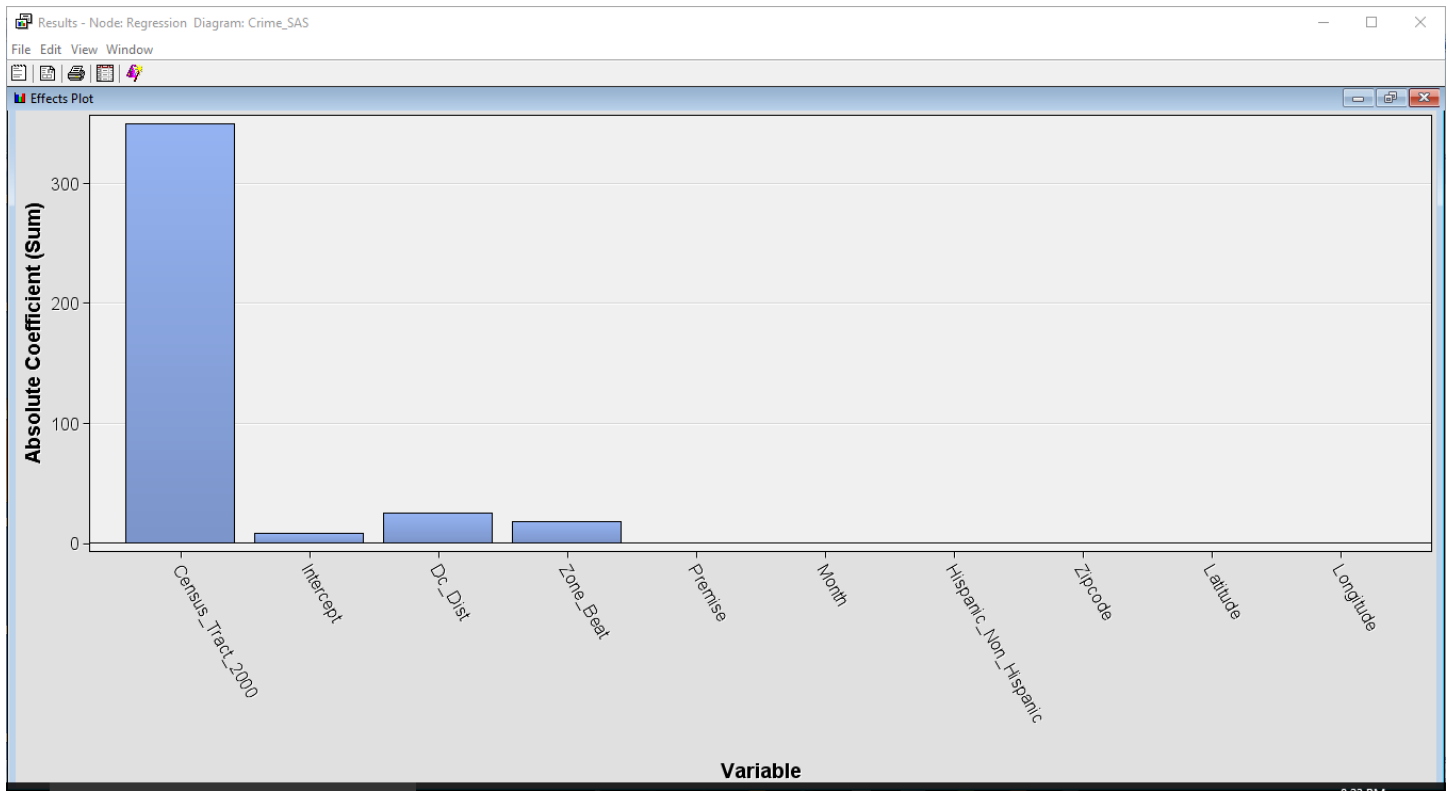 Results - Node: Regression Diagram: Crime_SAS
File Edit View Window
Effects Plot
Absolute Coefficient (Sum)
300
200
100
0
Census_Tract_2000
Intercept
Dc_Dist
Zone_Beat
Premise
Month
Hispanic_Non_Hispanic
Zipcode
Latitude
Longitude
Variable